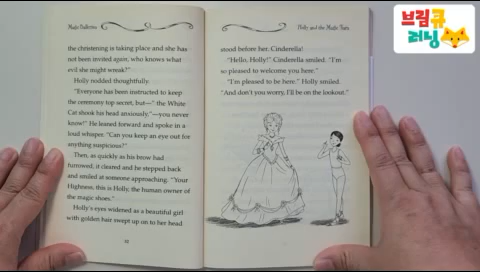 Magic Ballerina
the christening is taking place and she has
not been invited again, who knows what
evil she might wreak?"
Holly nodded thoughtfully.
"Everyone has been instructed to keep
the ceremony top secret, but—" the White
Cat shook his head anxiously,"—you never
know!" He leaned forward and spoke in a
loud whisper. "Can you keep an eye out for
anything suspicious?"
Then, as quickly as his brow had
furrowed, it cleared and he stepped back
and smiled at someone approaching. "Your
Highness, this is Holly, the human owner of
the magic shoes."
Holly's eyes widened as a beautiful girl
with golden hair swept up on to her head
12
Holly and the Magic Tiara
stood before her. Cinderella!
"Hello, Holly!" Cinderella smiled. "I'm
so pleased to welcome you here."
"I'm pleased to be here." Holly smiled.
"And don't you worry, I'll be on the lookout."
브림큐
러닝